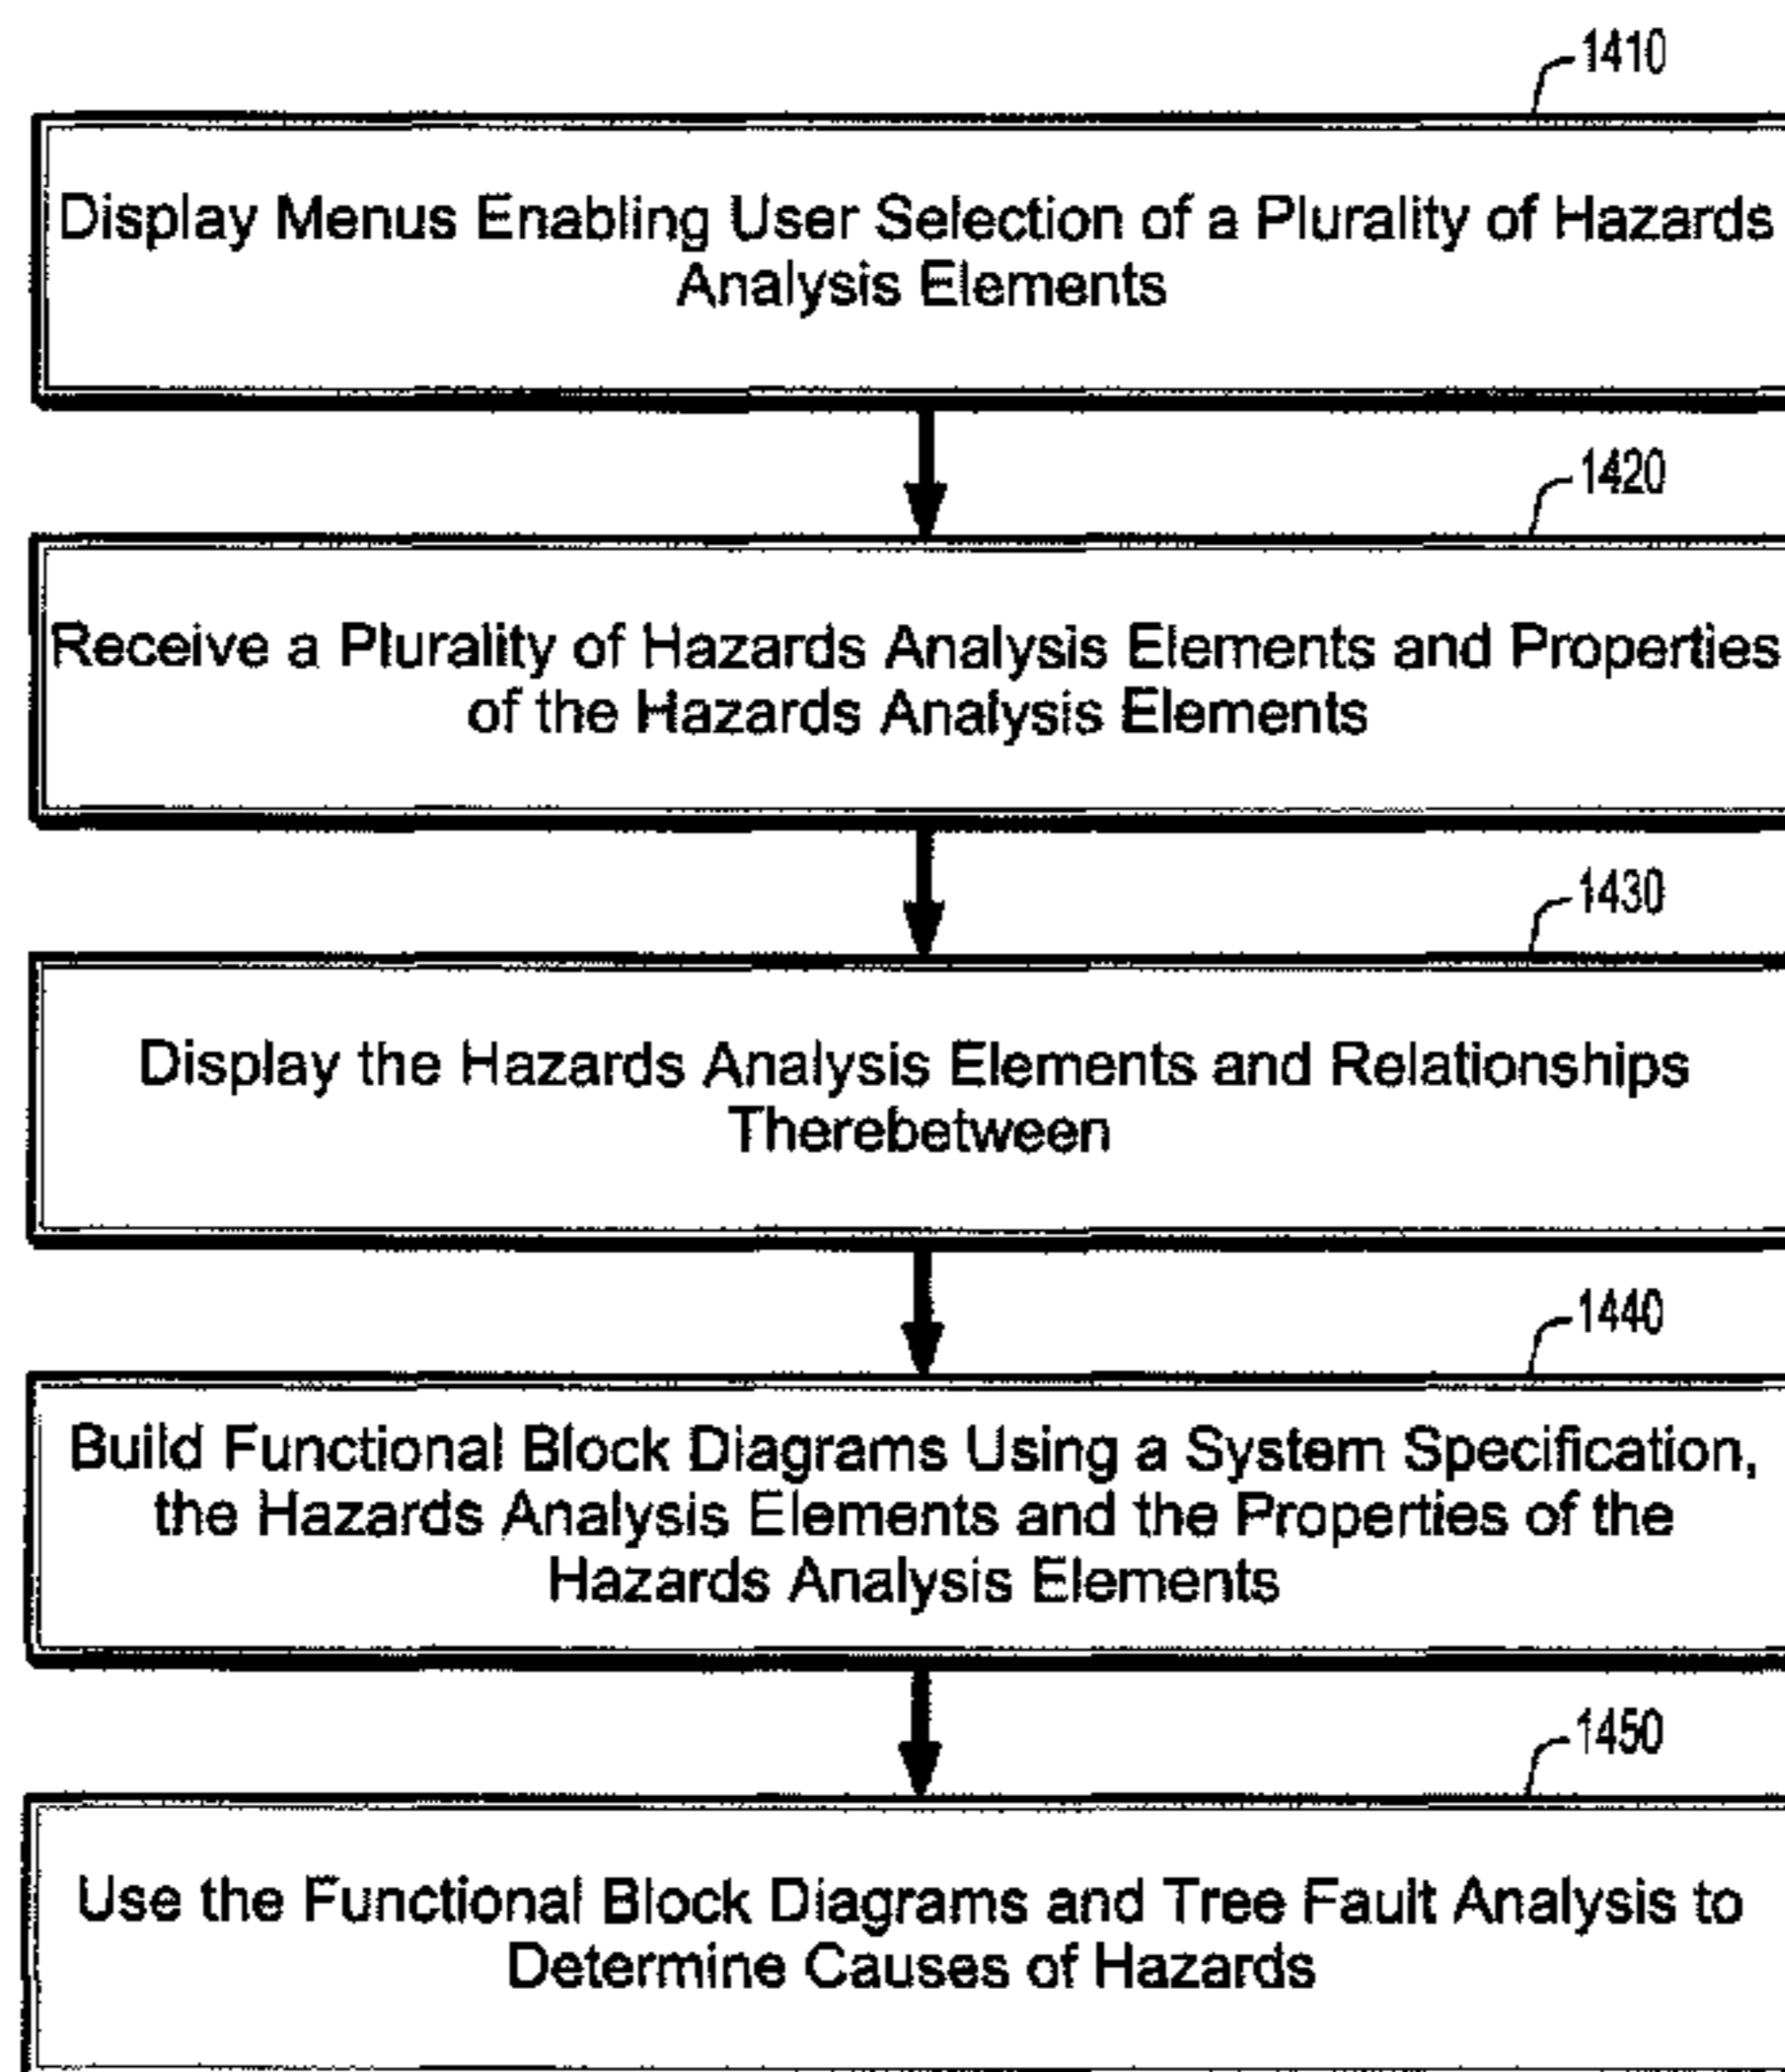 1410
Display Menus Enabling User Selection of a Plurality of Hazards
Analysis Elements
1420
Receive a Plurality of Hazards Analysis Elements and Properties
of the Hazards Analysis Elements
1430
Display the Hazards Analysis Elements and Relationships
Therebetween
1440
Build Functional Block Diagrams Using a System Specification,
the Hazards Analysis Elements and the Properties of the
Hazards Analysis Elements
1450
Use the Functional Block Diagrams and Tree Fault Analysis to
Determine Causes of Hazards